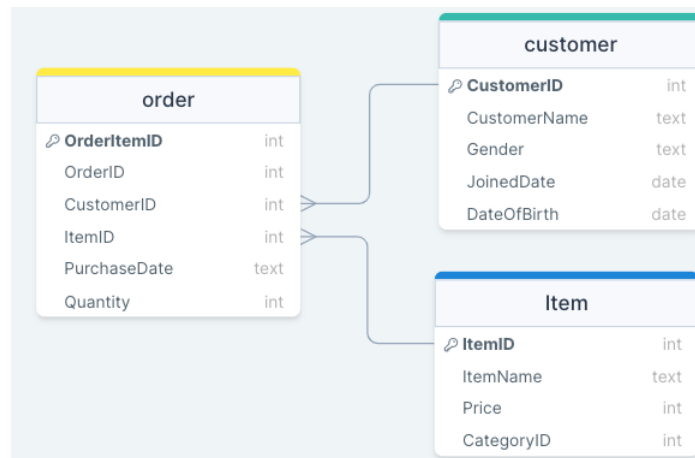 order
OrderItemID int
OrderID int
CustomerID int
ItemID int
PurchaseDate text
Quantity int
customer
CustomerID int
CustomerName text
Gender text
JoinedDate date
DateOfBirth date
Item
ItemID int
ItemName text
Price int
CategoryID int